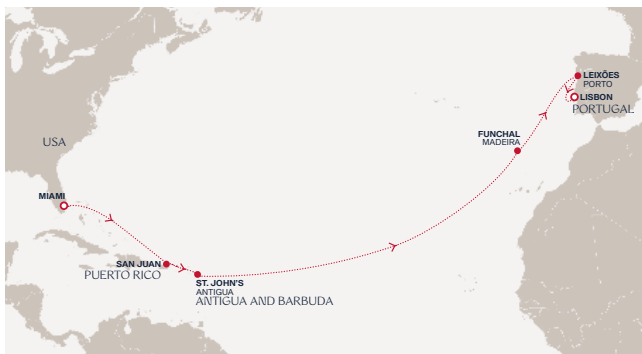 LEIXÕES
PORTO
LISBON
PORTUGAL
USA
FUNCHAL
MADEIRA
MIAMI
SAN JUAN
PUERTO RICO
ST. JOHN'S
ANTIGUA
ANTIGUA AND BARBUDA